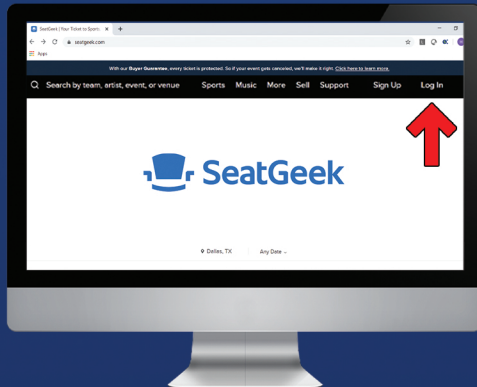 SeatGeek | Your Ticket to Sports
seatgeek.com
Apps
With our Buyer Guarantee, every ticket is protected. So if your event gets canceled, we'll make it right. Click here to learn more.
Search by team, artist, event, or venue Sports Music More Sell Support Sign Up Log In
SeatGeek
Dallas, TX Any Date